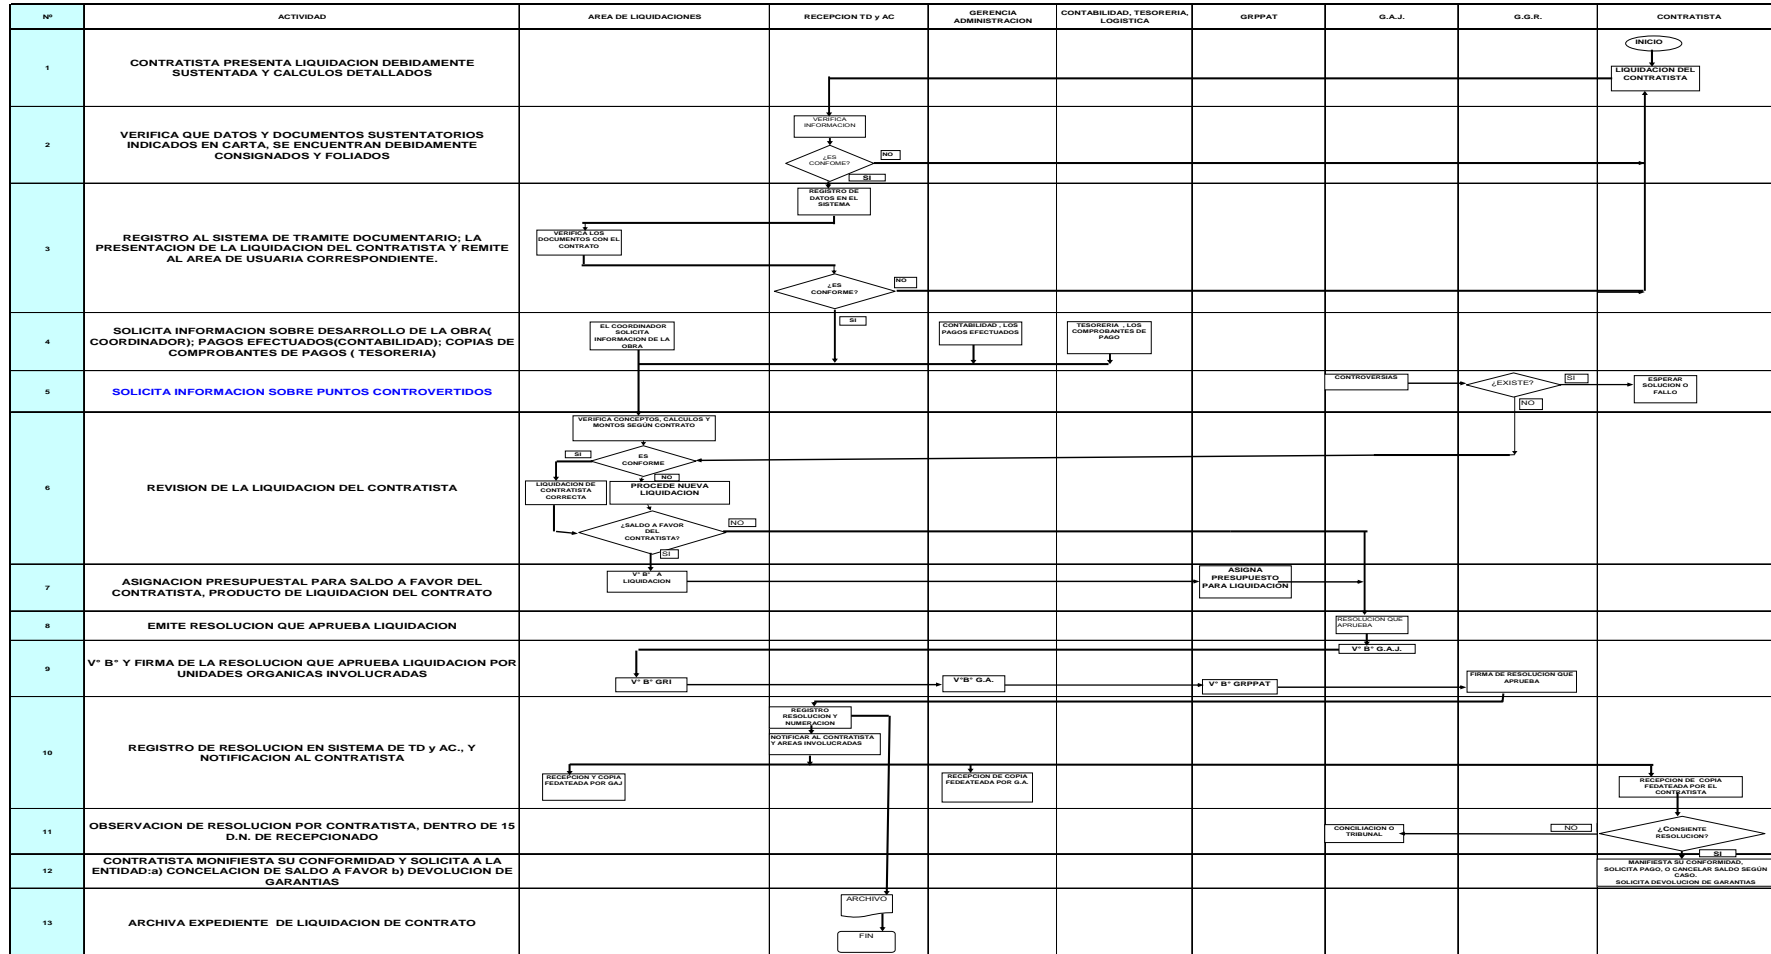 Nº
ACTIVIDAD
AREA DE LIQUIDACIONES
RECEPCION TD y AC
GERENCIA
ADMINISTRACION
CONTABILIDAD, TESORERIA,
LOGISTICA
GRPPAT
G.A.J.
G.G.R.
CONTRATISTA
1
CONTRATISTA PRESENTA LIQUIDACION DEBIDAMENTE
SUSTENTADA Y CALCULOS DETALLADOS
INICIO
LIQUIDACION DEL
CONTRATISTA
2
VERIFICA QUE DATOS Y DOCUMENTOS SUSTENTATORIOS
INDICADOS EN CARTA, SE ENCUENTRAN DEBIDAMENTE
CONSIGNADOS Y FOLIADOS
VERIFICA
INFORMACION
¿ES
CONFOME?
NO
SI
3
REGISTRO AL SISTEMA DE TRAMITE DOCUMENTARIO; LA
PRESENTACION DE LA LIQUIDACION DEL CONTRATISTA Y REMITE
AL AREA DE USUARIA CORRESPONDIENTE.
REGISTRO DE
DATOS EN EL
SISTEMA
VERIFICA LOS
DOCUMENTOS CON EL
CONTRATO
¿ES
CONFORME?
NO
4
SOLICITA INFORMACION SOBRE DESARROLLO DE LA OBRA(
COORDINADOR); PAGOS EFECTUADOS(CONTABILIDAD); COPIAS DE
COMPROBANTES DE PAGOS ( TESORERIA)
EL COORDINADOR
SOLICITA
INFORMACION DE LA
OBRA
SI
CONTABILIDAD , LOS
PAGOS EFECTUADOS
TESORERIA , LOS
COMPROBANTES DE
PAGO
5
SOLICITA INFORMACION SOBRE PUNTOS CONTROVERTIDOS
CONTROVERSIAS
¿EXISTE?
SI
NO
ESPERAR
SOLUCION O
FALLO
6
REVISION DE LA LIQUIDACION DEL CONTRATISTA
VERIFICA CONCEPTOS, CALCULOS Y
MONTOS SEGÚN CONTRATO
SI
ES
CONFORME
NO
LIQUIDACION DE
CONTRATISTA
CORRECTA
PROCEDE NUEVA
LIQUIDACION
¿SALDO A FAVOR
DEL
CONTRATISTA?
NO
SI
7
ASIGNACION PRESUPUESTAL PARA SALDO A FAVOR DEL
CONTRATISTA, PRODUCTO DE LIQUIDACION DEL CONTRATO
V° B° A
LIQUIDACION
ASIGNA
PRESUPUESTO
PARA LIQUIDACIÓN
8
EMITE RESOLUCION QUE APRUEBA LIQUIDACION
RESOLUCION QUE
APRUEBA
9
V° B° Y FIRMA DE LA RESOLUCION QUE APRUEBA LIQUIDACION POR
UNIDADES ORGANICAS INVOLUCRADAS
V° B° G.A.J.
V° B° GRI
V°B° G.A.
V° B° GRPPAT
FIRMA DE RESOLUCION QUE
APRUEBA
10
REGISTRO DE RESOLUCION EN SISTEMA DE TD y AC., Y
NOTIFICACION AL CONTRATISTA
REGISTRO
RESOLUCION Y
NUMERACION
NOTIFICAR AL CONTRATISTA
Y AREAS INVOLUCRADAS
RECEPCION Y COPIA
FEDATEADA POR GAJ
RECEPCION DE COPIA
FEDEATEADA POR G.A.
RECEPCION DE COPIA
FEDATEADA POR EL
CONTRATISTA
11
OBSERVACION DE RESOLUCION POR CONTRATISTA, DENTRO DE 15
D.N. DE RECEPCIONADO
CONCILIACION O
TRIBUNAL
NO
¿CONSIENTE
RESOLUCION?
SI
12
CONTRATISTA MONIFIESTA SU CONFORMIDAD Y SOLICITA A LA
ENTIDAD:a) CONCELACION DE SALDO A FAVOR b) DEVOLUCION DE
GARANTIAS
MANIFIESTA SU CONFORMIDAD,
SOLICITA PAGO, O CANCELAR SALDO SEGÚN
CASO.
SOLICITA DEVOLUCION DE GARANTIAS
13
ARCHIVA EXPEDIENTE DE LIQUIDACION DE CONTRATO
ARCHIVO
FIN